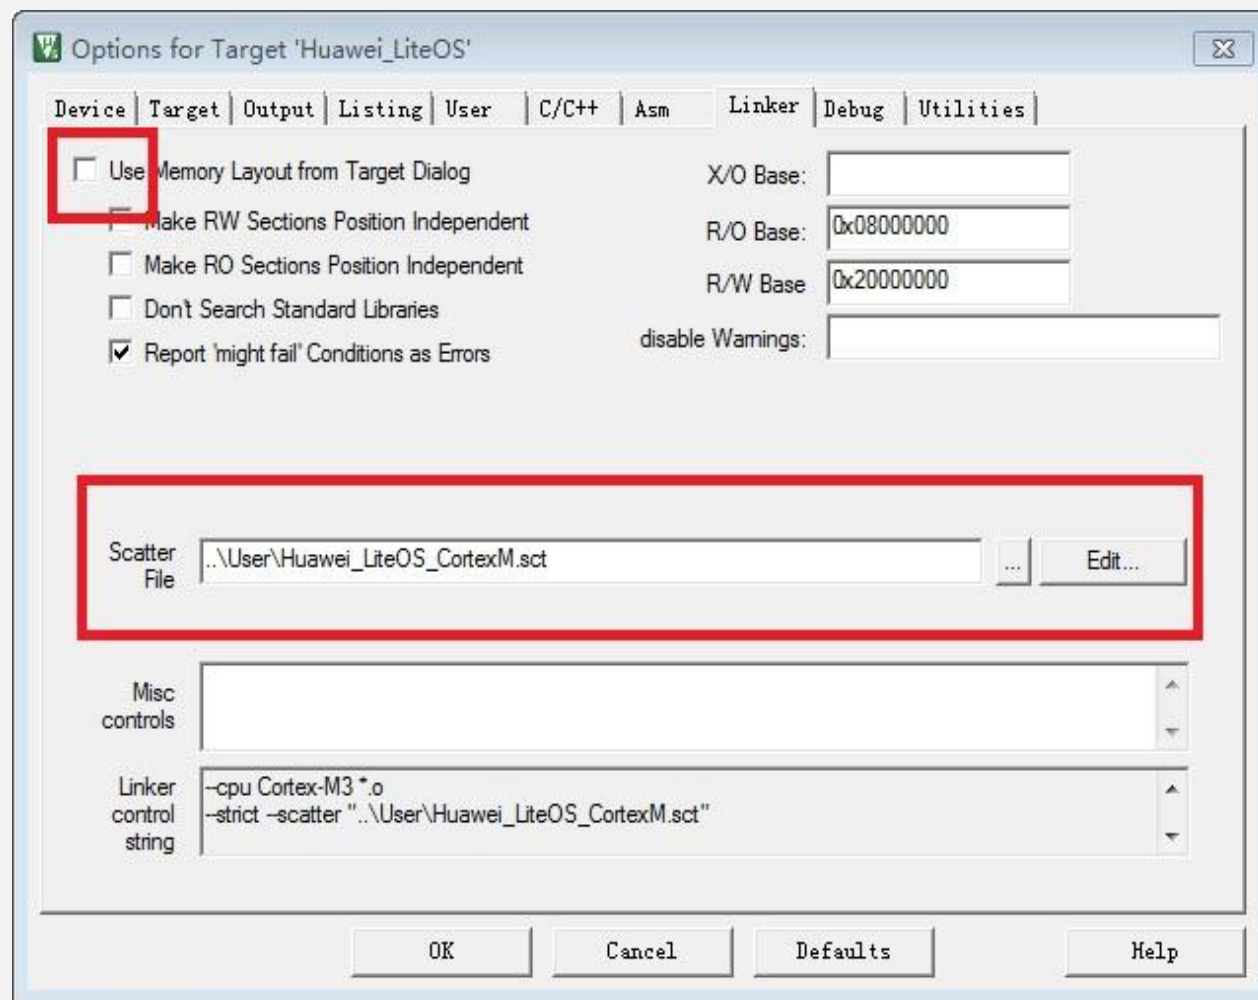 Options for Target 'Huawei_LiteOS'
Device Target Output Listing User C/C++ Asm Linker Debug Utilities
Use Memory Layout from Target Dialog
Make RW Sections Position Independent
Make RO Sections Position Independent
Don't Search Standard Libraries
Report 'might fail' Conditions as Errors
X/O Base:
R/O Base: 0x08000000
R/W Base 0x20000000
disable Warnings:
Scatter
File
..\User\Huawei_LiteOS_CortexM.sct
...
Edit...
Misc
controls
Linker
control
string
--cpu Cortex-M3 *.o
--strict --scatter "..\User\Huawei_LiteOS_CortexM.sct"
OK Cancel Defaults Help